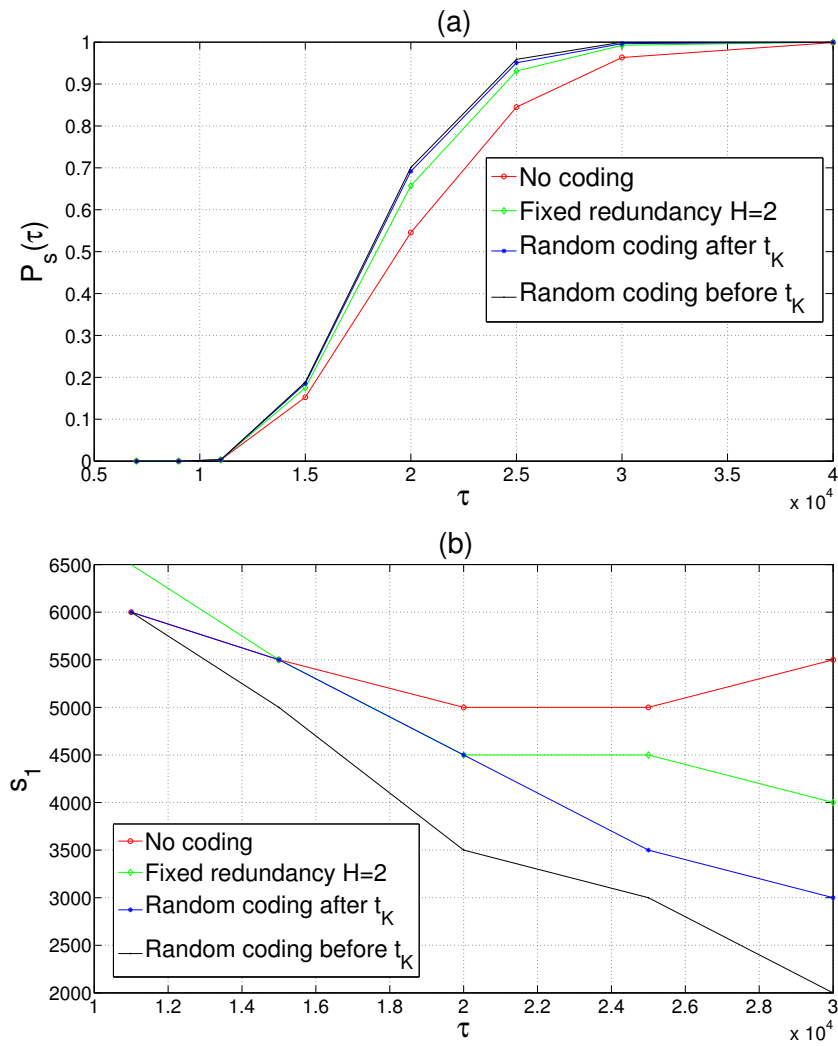 (a)
1
0.9
0.8
0.7
0.6
0.5
0.4
0.3
0.2
0.1
0
P_s(τ)
No coding
Fixed redundancy H=2
Random coding after t_K
Random coding before t_K
0.5 1 1.5 2 2.5 3 3.5 4
τ
x 10^4
(b)
6500
6000
5500
5000
4500
4000
3500
3000
2500
2000
s_1
No coding
Fixed redundancy H=2
Random coding after t_K
Random coding before t_K
1 1.2 1.4 1.6 1.8 2 2.2 2.4 2.6 2.8 3
τ
x 10^4